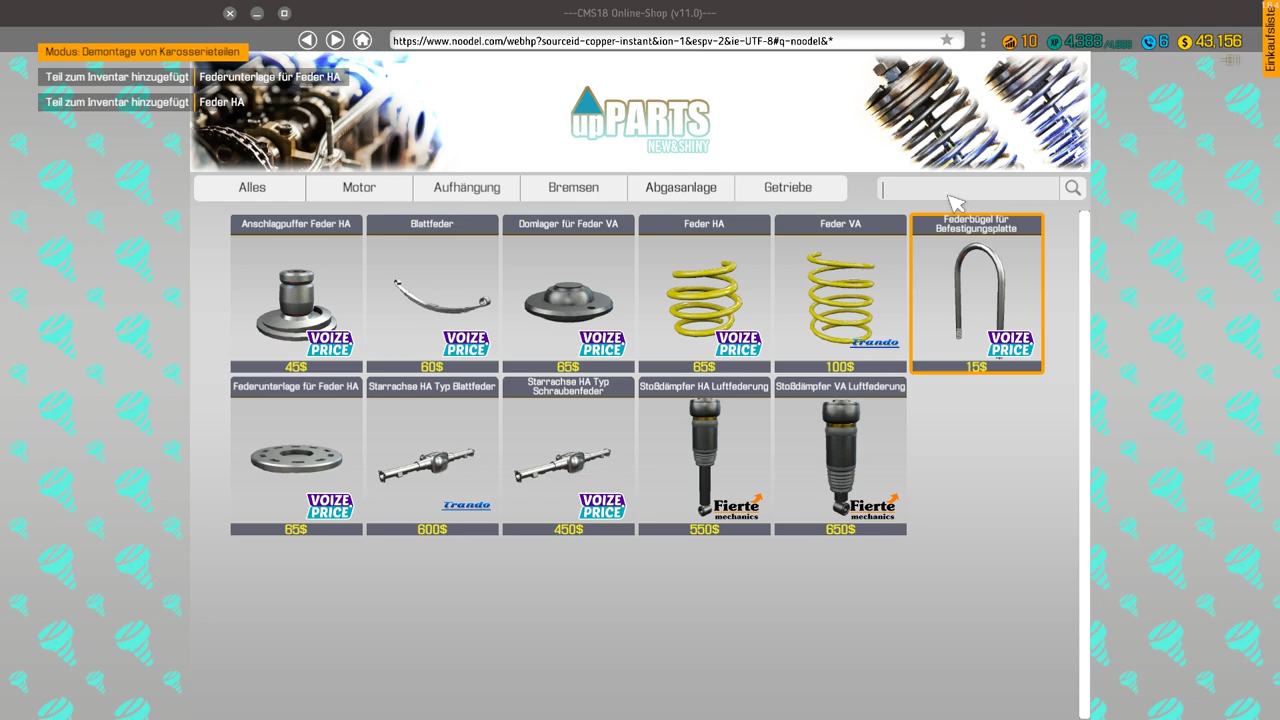 ---CMS18 Online-Shop (v11.0)---
https://www.noodel.com/webhp?sourceid-copper-instant&ion-1&espv-2&ie-UTF-8#q-noodel&*
10
4.383
6
$ 43.156
Einkaufsliste
Modus: Demontage von Karosserieteilen
Teil zum Inventar hinzugefügt Federunterlage für Feder HA
Teil zum Inventar hinzugefügt Feder HA
upPARTS
NEW&SHINY
Alles Motor Aufhängung Bremsen Abgasanlage Getriebe
Anschlagpuffer Feder HA
VOIZE PRICE
45$
Blattfeder
VOIZE PRICE
60$
Domlager für Feder VA
VOIZE PRICE
65$
Feder HA
VOIZE PRICE
65$
Feder VA
Trando
100$
Federbügel für
Befestigungsplatte
VOIZE PRICE
15$
Federunterlage für Feder HA
VOIZE PRICE
65$
Starrachse HA Typ Blattfeder
Trando
600$
Starrachse HA Typ
Schraubenfeder
VOIZE PRICE
450$
Stoßdämpfer HA Luftfederung
Fierte
mechanics
550$
Stoßdämpfer VA Luftfederung
Fierte
mechanics
650$